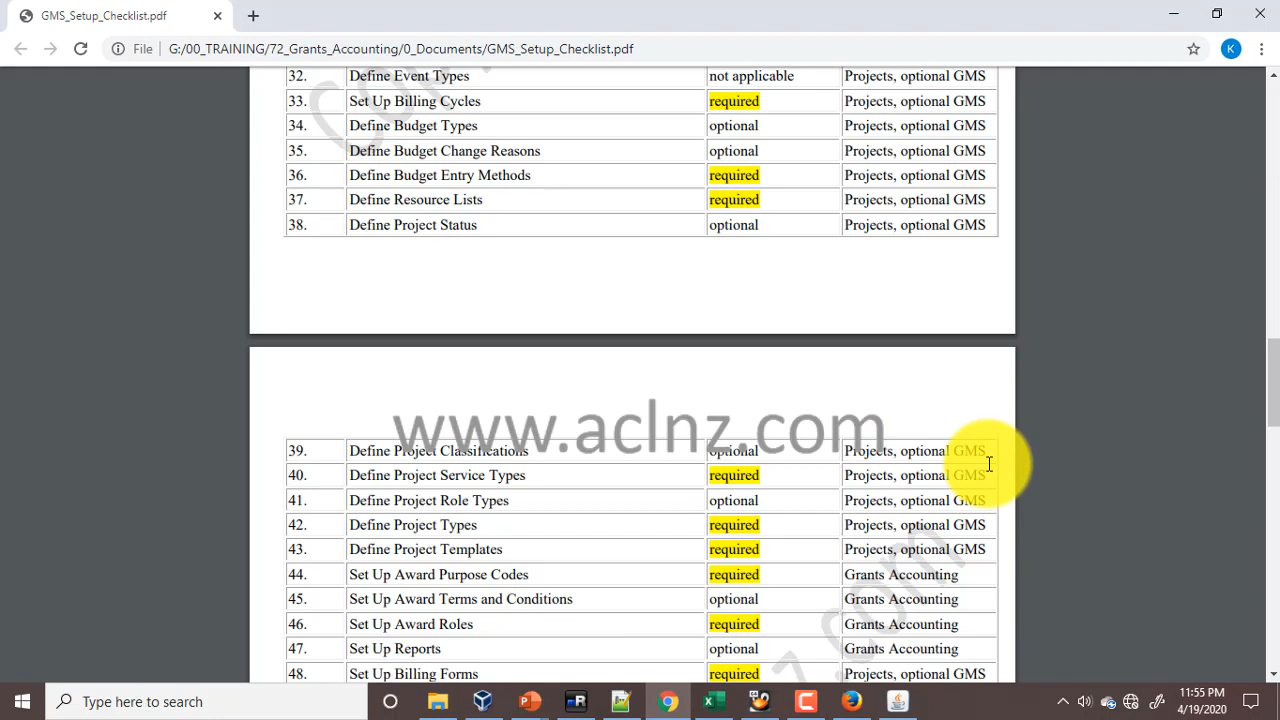 GMS_Setup_Checklist.pdf
File G:/00_TRAINING/72_Grants_Accounting/0_Documents/GMS_Setup_Checklist.pdf
K
32. Define Event Types not applicable Projects, optional GMS
33. Set Up Billing Cycles required Projects, optional GMS
34. Define Budget Types optional Projects, optional GMS
35. Define Budget Change Reasons optional Projects, optional GMS
36. Define Budget Entry Methods required Projects, optional GMS
37. Define Resource Lists required Projects, optional GMS
38. Define Project Status optional Projects, optional GMS
www.aclnz.com
39. Define Project Classifications optional Projects, optional GMS
40. Define Project Service Types required Projects, optional GMS
41. Define Project Role Types optional Projects, optional GMS
42. Define Project Types required Projects, optional GMS
43. Define Project Templates required Projects, optional GMS
44. Set Up Award Purpose Codes required Grants Accounting
45. Set Up Award Terms and Conditions optional Grants Accounting
46. Set Up Award Roles required Grants Accounting
47. Set Up Reports optional Grants Accounting
48. Set Up Billing Forms required Projects, optional GMS
Type here to search
11:55 PM
4/19/2020